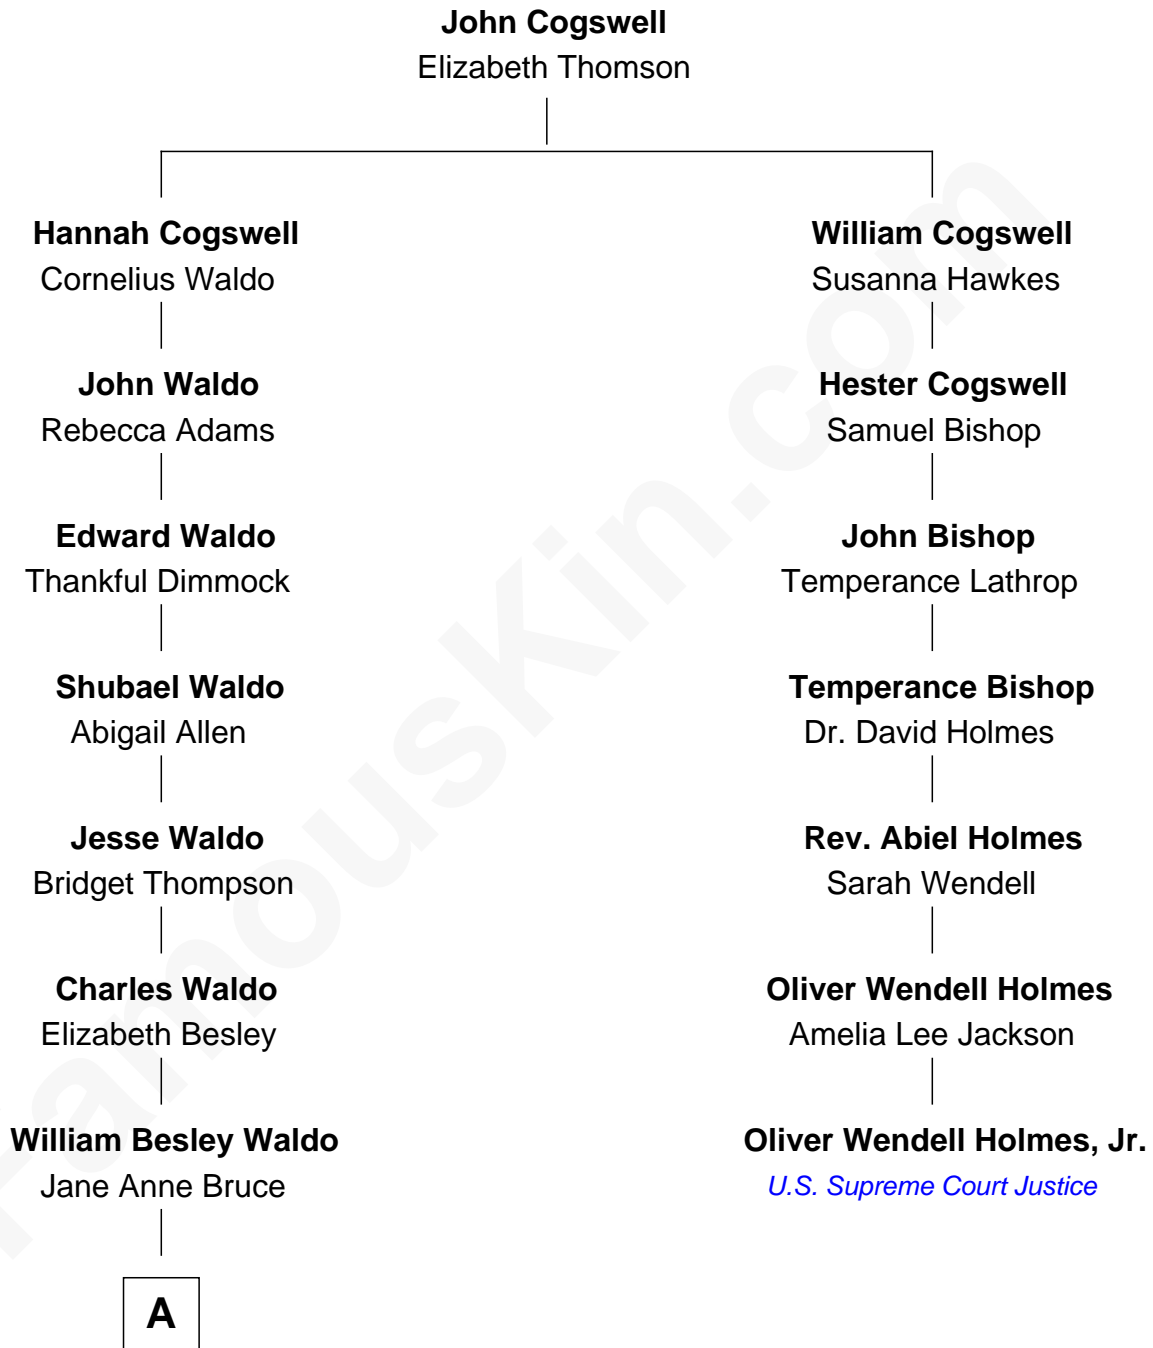 John Cogswell
Elizabeth Thomson
Hannah Cogswell
Cornelius Waldo
William Cogswell
Susanna Hawkes
John Waldo
Rebecca Adams
Hester Cogswell
Samuel Bishop
Edward Waldo
Thankful Dimmock
John Bishop
Temperance Lathrop
Shubael Waldo
Abigail Allen
Temperance Bishop
Dr. David Holmes
Jesse Waldo
Bridget Thompson
Rev. Abiel Holmes
Sarah Wendell
Charles Waldo
Elizabeth Besley
Oliver Wendell Holmes
Amelia Lee Jackson
William Besley Waldo
Jane Anne Bruce
Oliver Wendell Holmes, Jr.
U.S. Supreme Court Justice
A
FamousKin.com